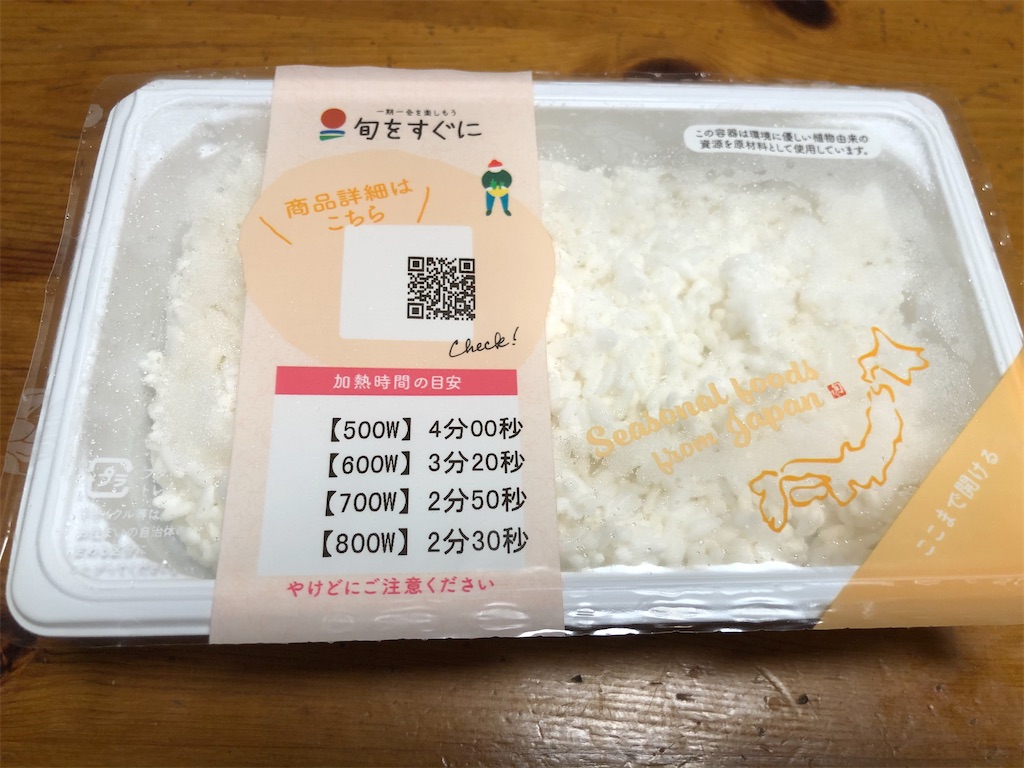 一期一会を楽しもう
旬をすぐに
この容器は環境に優しい植物由来の
資源を原材料として使用しています。
商品詳細は
こちら
Check!
加熱時間の目安
【500W】 4分00秒
【600W】 3分20秒
【700W】 2分50秒
【800W】 2分30秒
やけどにご注意ください
Seasonal foods
from Japan
旬
ここまで開ける
プラ